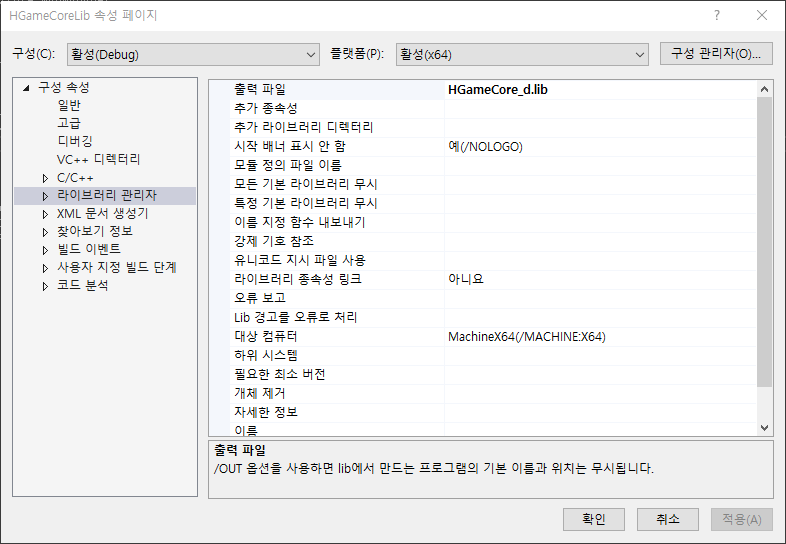 HGameCoreLib 속성 페이지
구성(C): 활성(Debug) 플랫폼(P): 활성(x64) 구성 관리자(O)...
구성 속성
일반
고급
디버깅
VC++ 디렉터리
C/C++
라이브러리 관리자
XML 문서 생성기
찾아보기 정보
빌드 이벤트
사용자 지정 빌드 단계
코드 분석
출력 파일 HGameCore_d.lib
추가 종속성
추가 라이브러리 디렉터리
시작 배너 표시 안 함 예(/NOLOGO)
모듈 정의 파일 이름
모든 기본 라이브러리 무시
특정 기본 라이브러리 무시
이름 지정 함수 내보내기
강제 기호 참조
유니코드 지시 파일 사용
라이브러리 종속성 링크 아니요
오류 보고
Lib 경고를 오류로 처리
대상 컴퓨터 MachineX64(/MACHINE:X64)
하위 시스템
필요한 최소 버전
개체 제거
자세한 정보
이름
출력 파일
/OUT 옵션을 사용하면 lib에서 만드는 프로그램의 기본 이름과 위치는 무시됩니다.
확인 취소 적용(A)